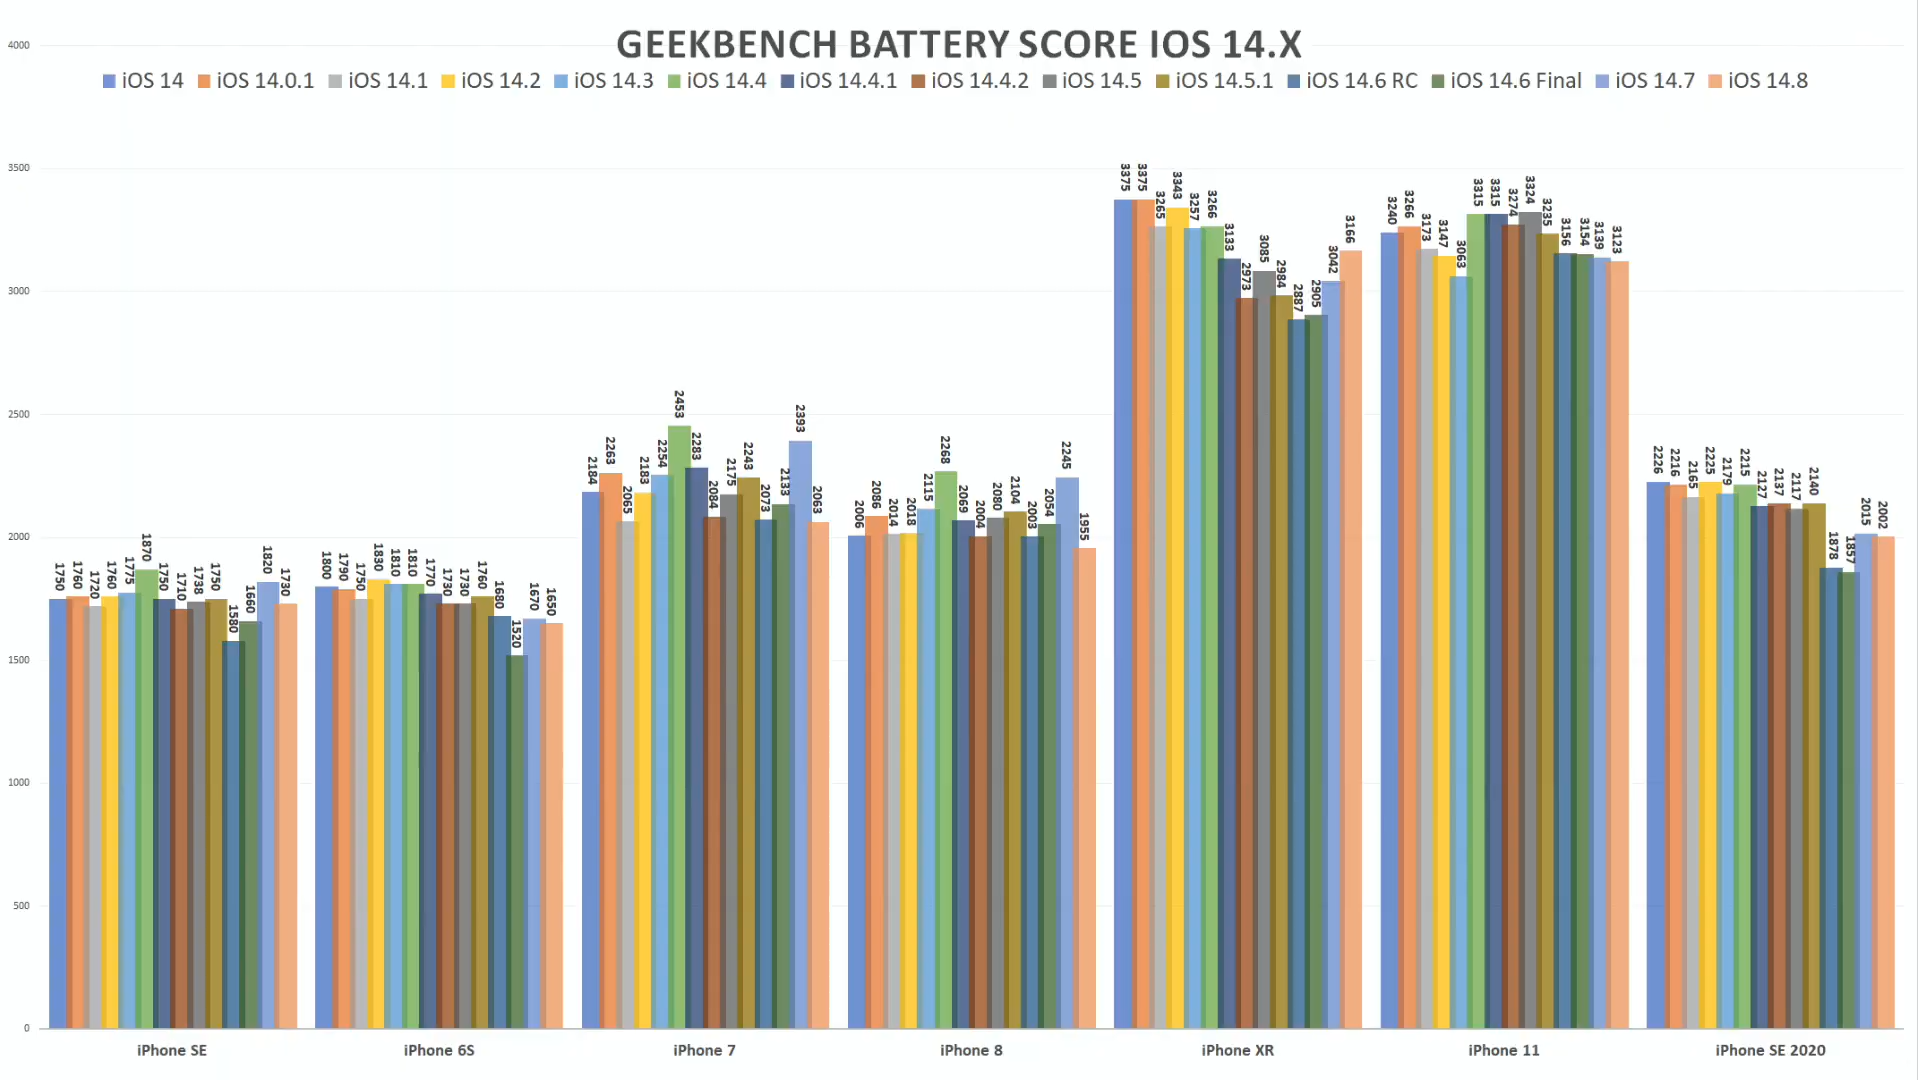 GEEKBENCH BATTERY SCORE IOS 14.X
iOS 14 iOS 14.0.1 iOS 14.1 iOS 14.2 iOS 14.3 iOS 14.4 iOS 14.4.1 iOS 14.4.2 iOS 14.5 iOS 14.5.1 iOS 14.6 RC iOS 14.6 Final iOS 14.7 iOS 14.8
4000
3500
3000
2500
2000
1500
1000
500
0
1750 1760 1720 1760 1775 1870 1750 1710 1738 1750 1580 1660 1820 1730
1800 1790 1750 1830 1810 1810 1770 1730 1730 1760 1680 1520 1670 1650
2184 2263 2065 2183 2254 2453 2283 2084 2175 2243 2073 2133 2393 2063
2006 2086 2014 2018 2115 2268 2069 2004 2080 2104 2003 2054 2245 1955
3375 3375 3265 3343 3257 3266 3133 2973 3085 2984 2887 2905 3042 3166
3240 3266 3173 3147 3063 3315 3315 3274 3324 3235 3156 3154 3139 3123
2226 2216 2165 2225 2179 2215 2127 2137 2117 2140 1878 1857 2015 2002
iPhone SE iPhone 6S iPhone 7 iPhone 8 iPhone XR iPhone 11 iPhone SE 2020